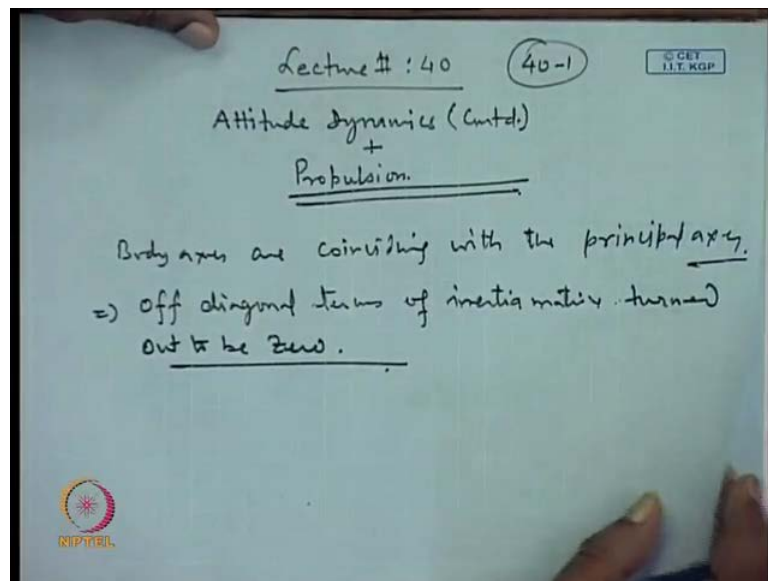 Lecture # : 40
40-1
© CET
I.I.T. KGP
Attitude Dynamics (Contd.)
+
Propulsion.
Body axes are coinciding with the principal axes.
=) Off diagonal terms of inertia matrix turned
out to be zero.
NPTEL